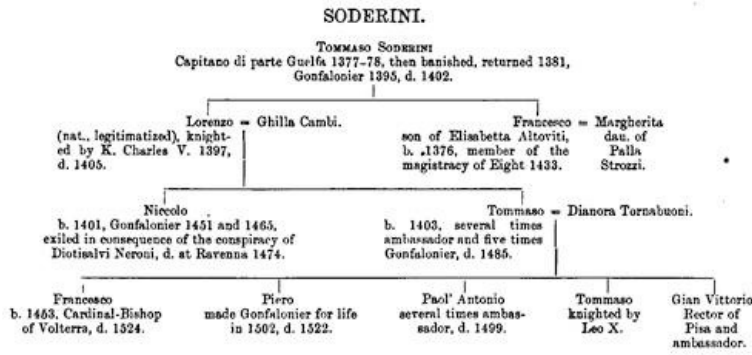 SODERINI.
TOMMASO SODERINI
Capitano di parte Guelfa 1377-78, then banished, returned 1381,
Gonfalonier 1395, d. 1402.
Lorenzo = Ghilla Cambi.
(nat., legitimatized), knight-
ed by K. Charles V. 1397,
d. 1405.
Francesco = Margherita
son of Elisabetta Altoviti, dau. of
b. 1376, member of the Palla
magistracy of Eight 1433. Strozzi.
Niccolo
b. 1401, Gonfalonier 1451 and 1465,
exiled in consequence of the conspiracy of
Diotisalvi Neroni, d. at Ravenna 1474.
Tommaso = Dianora Tornabuoni.
b. 1403, several times
ambassador and five times
Gonfalonier, d. 1485.
Francesco
b. 1453, Cardinal-Bishop
of Volterra, d. 1524.
Piero
made Gonfalonier for life
in 1502, d. 1522.
Paol' Antonio
several times ambas-
sador, d. 1499.
Tommaso
knighted by
Leo X.
Gian Vittorio
Rector of
Pisa and
ambassador.